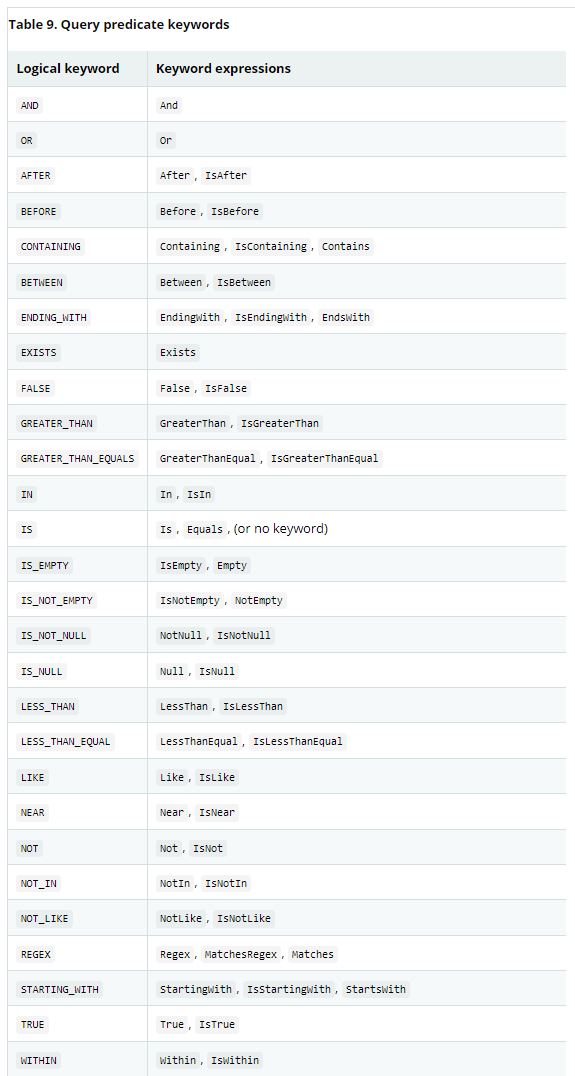 Table 9. Query predicate keywords
Logical keyword Keyword expressions
AND And
OR Or
AFTER After , IsAfter
BEFORE Before , IsBefore
CONTAINING Containing , IsContaining , Contains
BETWEEN Between , IsBetween
ENDING_WITH EndingWith , IsEndingWith , EndsWith
EXISTS Exists
FALSE False , IsFalse
GREATER_THAN GreaterThan , IsGreaterThan
GREATER_THAN_EQUALS GreaterThanEqual , IsGreaterThanEqual
IN In , IsIn
IS Is , Equals , (or no keyword)
IS_EMPTY IsEmpty , Empty
IS_NOT_EMPTY IsNotEmpty , NotEmpty
IS_NOT_NULL NotNull , IsNotNull
IS_NULL Null , IsNull
LESS_THAN LessThan , IsLessThan
LESS_THAN_EQUAL LessThanEqual , IsLessThanEqual
LIKE Like , IsLike
NEAR Near , IsNear
NOT Not , IsNot
NOT_IN NotIn , IsNotIn
NOT_LIKE NotLike , IsNotLike
REGEX Regex , MatchesRegex , Matches
STARTING_WITH StartingWith , IsStartingWith , StartsWith
TRUE True , IsTrue
WITHIN Within , IsWithin